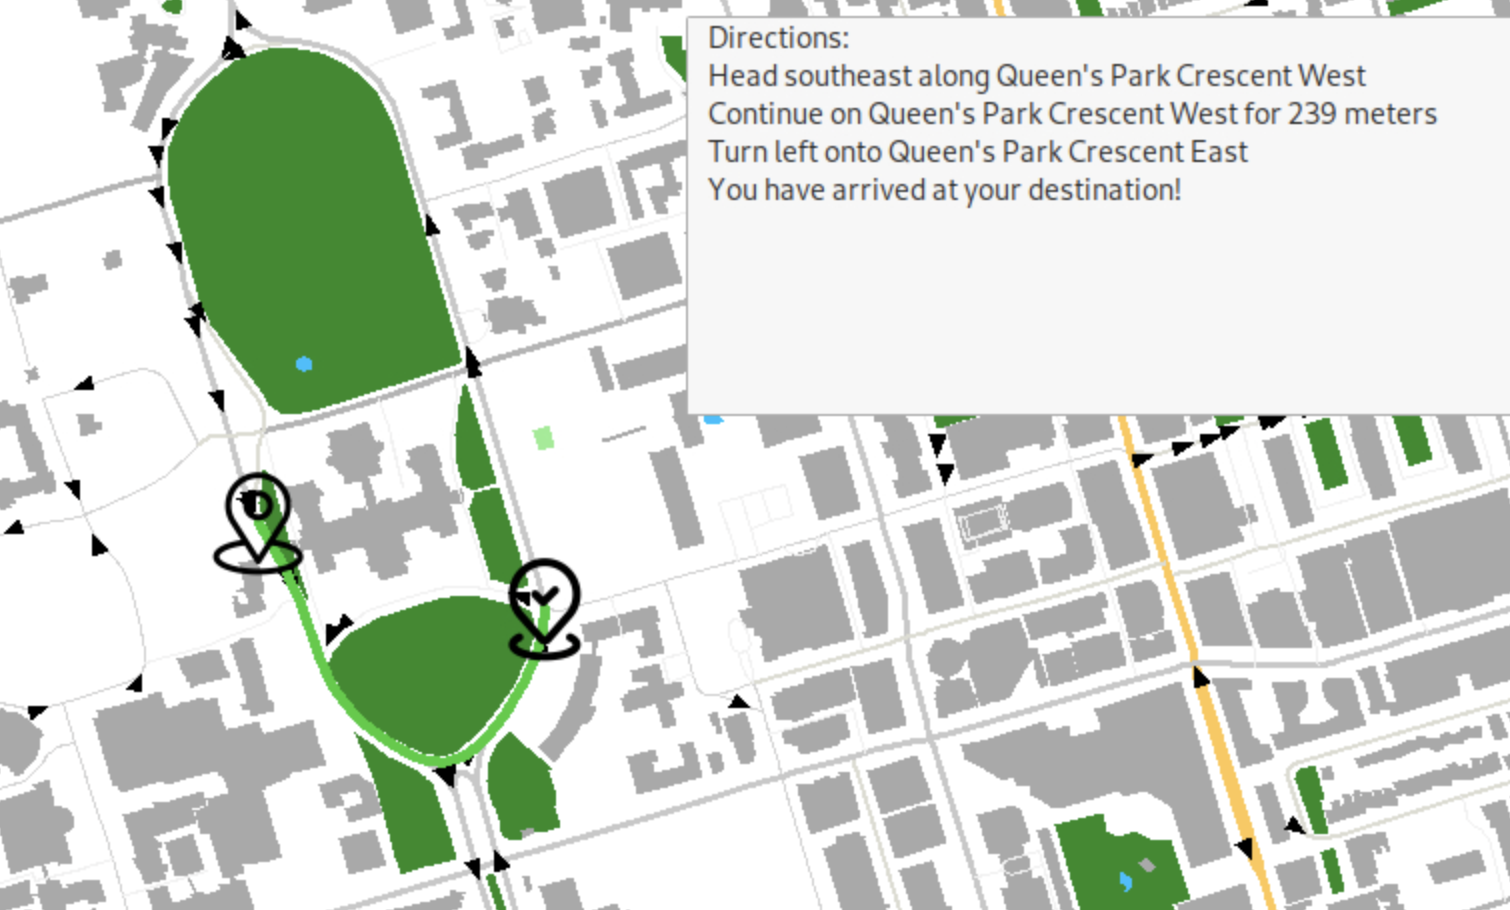 Directions:
Head southeast along Queen's Park Crescent West
Continue on Queen's Park Crescent West for 239 meters
Turn left onto Queen's Park Crescent East
You have arrived at your destination!